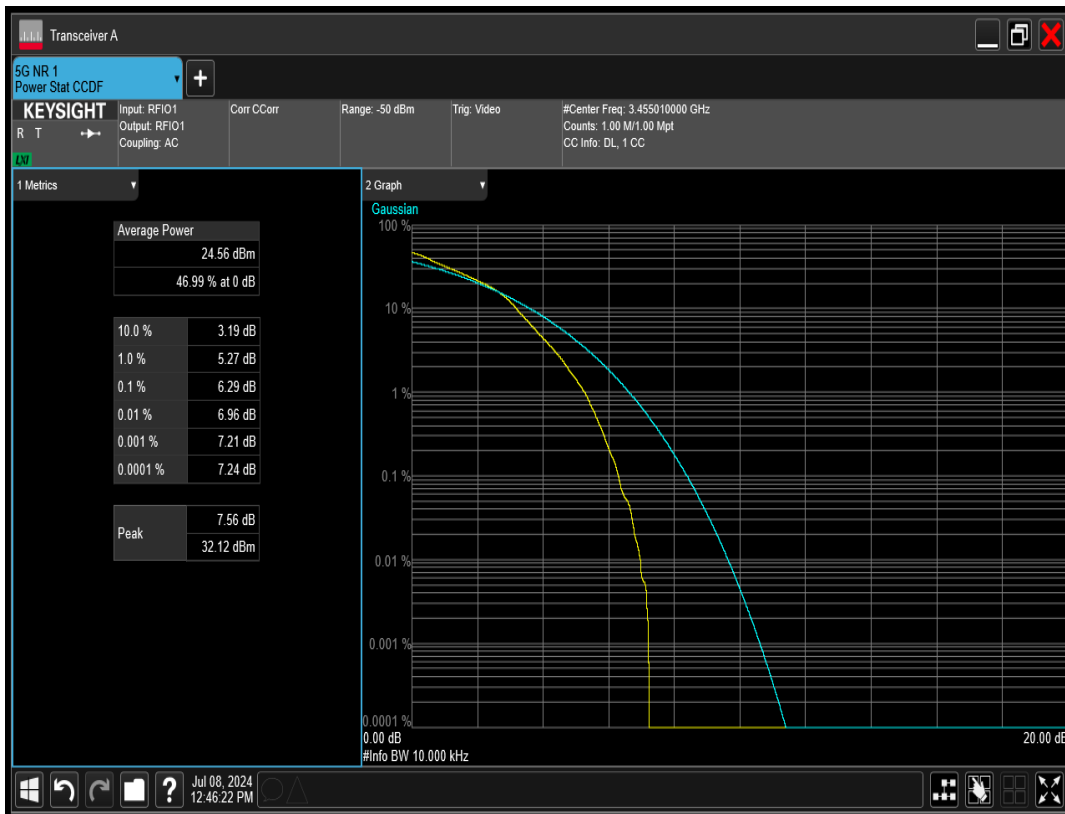 Transceiver A
5G NR 1
Power Stat CCDF
+
KEYSIGHT
R T
LXI
Input: RFIO1
Output: RFIO1
Coupling: AC
Corr CCorr
Range: -50 dBm
Trig: Video
#Center Freq: 3.455010000 GHz
Counts: 1.00 M/1.00 Mpt
CC Info: DL, 1 CC
1 Metrics
Average Power
24.56 dBm
46.99 % at 0 dB
10.0 % 3.19 dB
1.0 % 5.27 dB
0.1 % 6.29 dB
0.01 % 6.96 dB
0.001 % 7.21 dB
0.0001 % 7.24 dB
Peak
7.56 dB
32.12 dBm
2 Graph
Gaussian
100 %
10 %
1 %
0.1 %
0.01 %
0.001 %
0.0001 %
0.00 dB 20.00 dB
#Info BW 10.000 kHz
?
Jul 08, 2024
12:46:22 PM